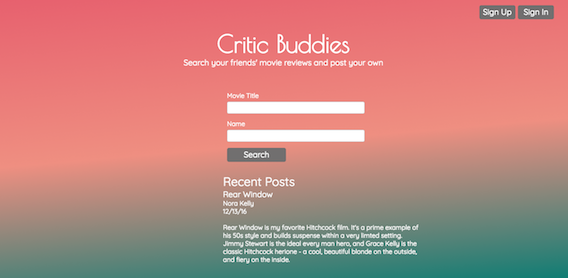 Sign Up Sign In
Critic Buddies
Search your friends' movie reviews and post your own
Movie Title
Name
Search
Recent Posts
Rear Window
Nora Kelly
12/13/16
Rear Window is my favorite Hitchcock film. It's a prime example of
his 50s style and builds suspense within a very limted setting.
Jimmy Stewart is the ideal every man hero, and Grace Kelly is the
classic Hitchcock herione - a cool, beautiful blonde on the outside,
and fiery on the inside.